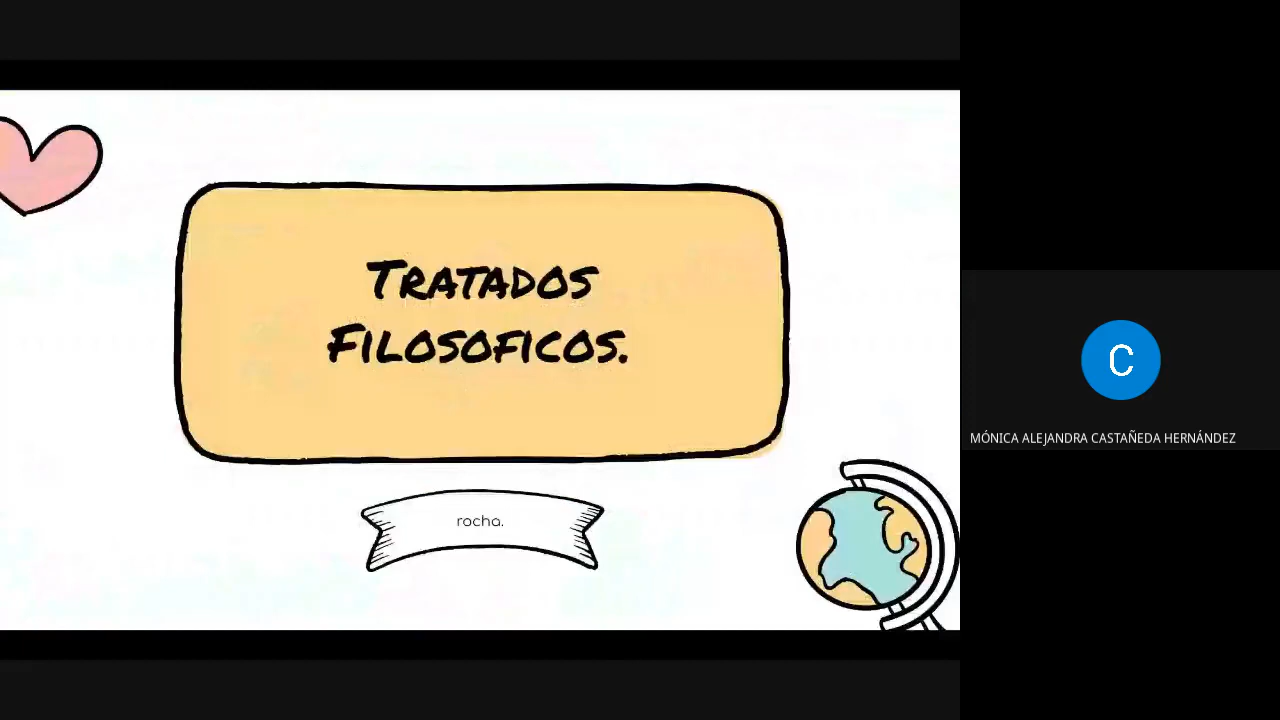 TRATADOS
FILOSOFICOS.
rocha.
C
MÓNICA ALEJANDRA CASTAÑEDA HERNÁNDEZ